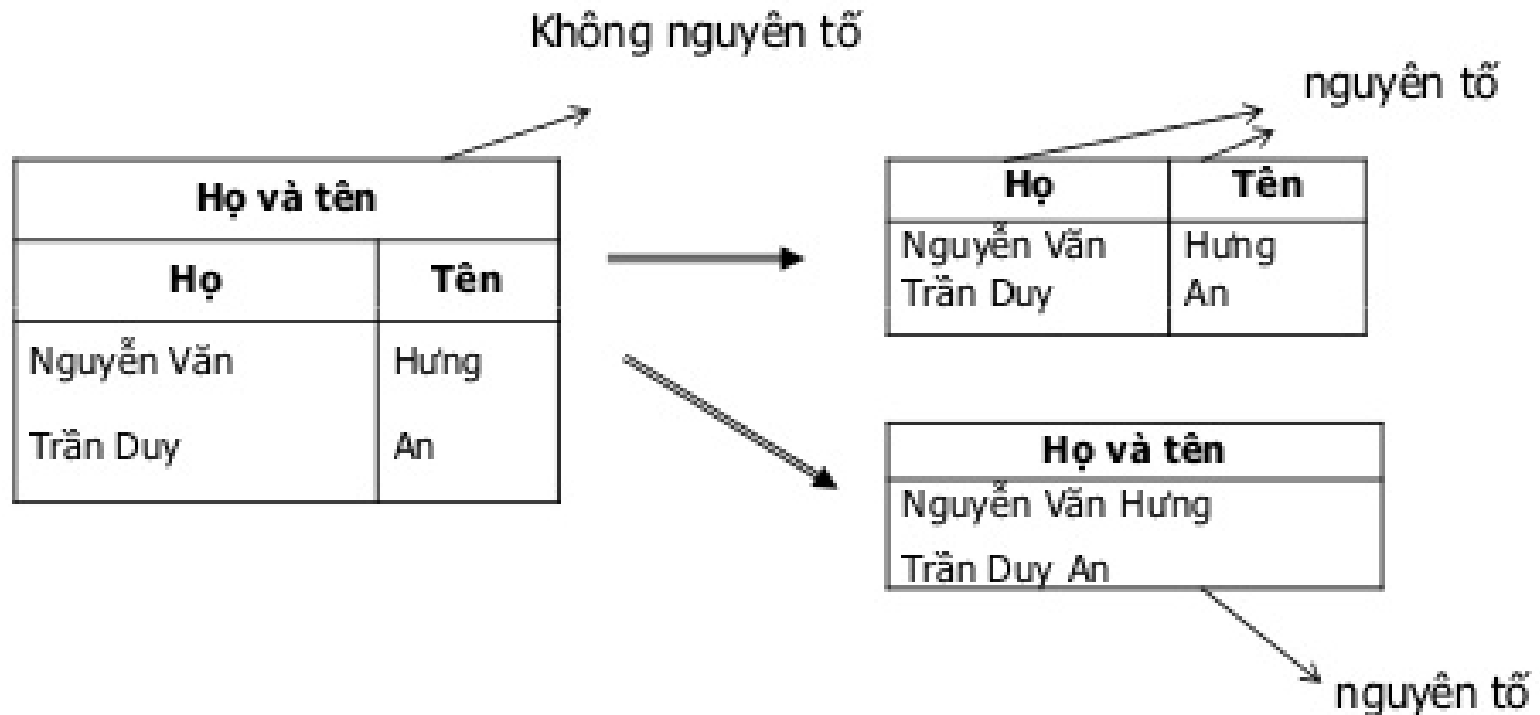 Không nguyên tố
nguyên tố
Họ và tên
Họ Tên
Nguyễn Văn Hưng
Trần Duy An
Họ Tên
Nguyễn Văn Hưng
Trần Duy An
Họ và tên
Nguyễn Văn Hưng
Trần Duy An
nguyên tố